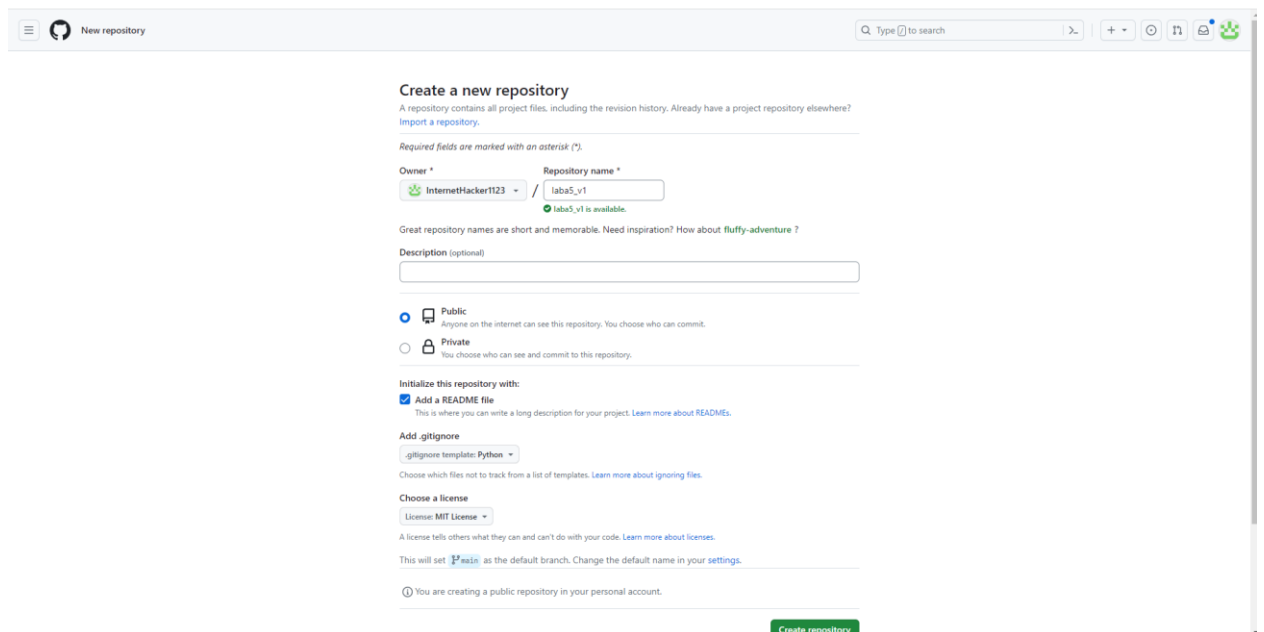 New repository
Type / to search
Create a new repository
A repository contains all project files, including the revision history. Already have a project repository elsewhere?
Import a repository.
Required fields are marked with an asterisk (*).
Owner * Repository name *
InternetHacker1123 / laba5_v1
laba5_v1 is available.
Great repository names are short and memorable. Need inspiration? How about fluffy-adventure ?
Description (optional)
Public
Anyone on the internet can see this repository. You choose who can commit.
Private
You choose who can see and commit to this repository.
Initialize this repository with:
Add a README file
This is where you can write a long description for your project. Learn more about READMEs.
Add .gitignore
.gitignore template: Python
Choose which files not to track from a list of templates. Learn more about ignoring files.
Choose a license
License: MIT License
A license tells others what they can and can't do with your code. Learn more about licenses.
This will set main as the default branch. Change the default name in your settings.
You are creating a public repository in your personal account.
Create repository